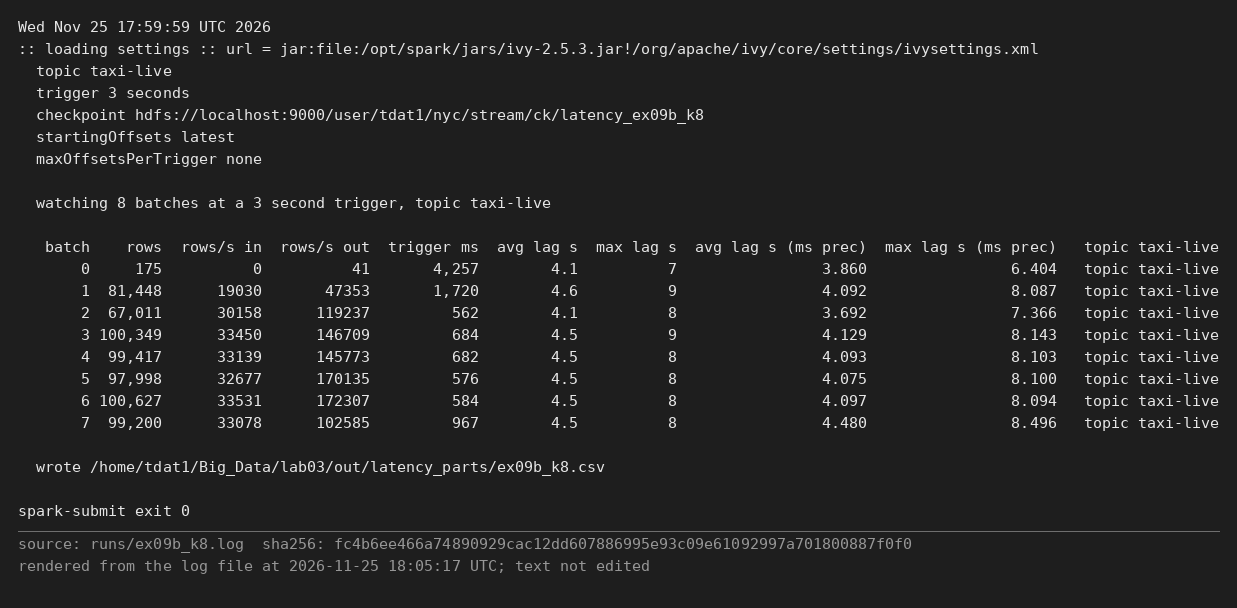 Wed Nov 25 17:59:59 UTC 2026
:: loading settings :: url = jar:file:/opt/spark/jars/ivy-2.5.3.jar!/org/apache/ivy/core/settings/ivysettings.xml
topic taxi-live
trigger 3 seconds
checkpoint hdfs://localhost:9000/user/tdat1/nyc/stream/ck/latency_ex09b_k8
startingOffsets latest
maxOffsetsPerTrigger none
watching 8 batches at a 3 second trigger, topic taxi-live
batch rows rows/s in rows/s out trigger ms avg lag s max lag s avg lag s (ms prec) max lag s (ms prec) topic taxi-live
0 175 0 41 4,257 4.1 7 3.860 6.404 topic taxi-live
1 81,448 19030 47353 1,720 4.6 9 4.092 8.087 topic taxi-live
2 67,011 30158 119237 562 4.1 8 3.692 7.366 topic taxi-live
3 100,349 33450 146709 684 4.5 9 4.129 8.143 topic taxi-live
4 99,417 33139 145773 682 4.5 8 4.093 8.103 topic taxi-live
5 97,998 32677 170135 576 4.5 8 4.075 8.100 topic taxi-live
6 100,627 33531 172307 584 4.5 8 4.097 8.094 topic taxi-live
7 99,200 33078 102585 967 4.5 8 4.480 8.496 topic taxi-live
wrote /home/tdat1/Big_Data/lab03/out/latency_parts/ex09b_k8.csv
spark-submit exit 0
source: runs/ex09b_k8.log sha256: fc4b6ee466a74890929cac12dd607886995e93c09e61092997a701800887f0f0
rendered from the log file at 2026-11-25 18:05:17 UTC; text not edited